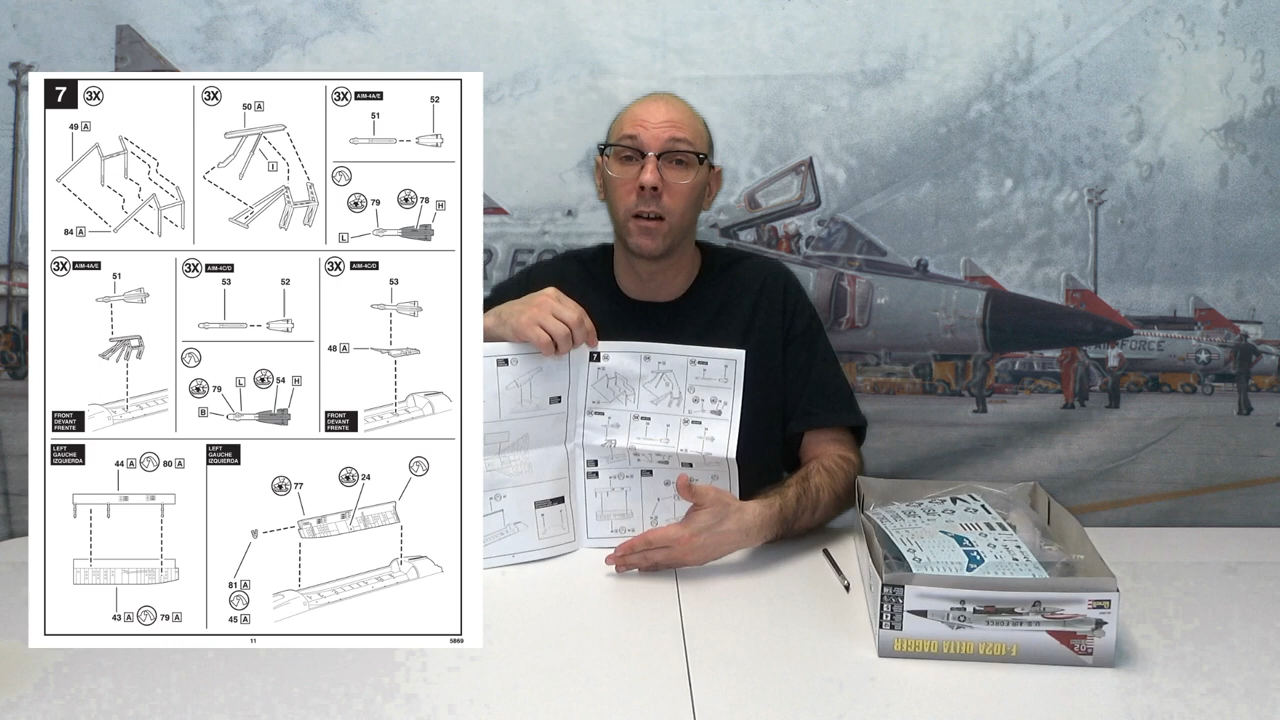 7
3X
3X
3X AIM-4A/E
49 A
84 A
50 A
I
51
52
79
78
H
L
3X AIM-4A/E
51
FRONT
DEVANT
FRENTE
3X AIM-4C/D
53
52
79
L
54
H
B
3X AIM-4C/D
53
48 A
FRONT
DEVANT
FRENTE
LEFT
GAUCHE
IZQUIERDA
44 A 80 A
43 A 79 A
LEFT
GAUCHE
IZQUIERDA
77
24
81 A
45 A
11
5869
7
AIR FORCE
Revell
U.S. AIR FORCE
F-102A DELTA DAGGER